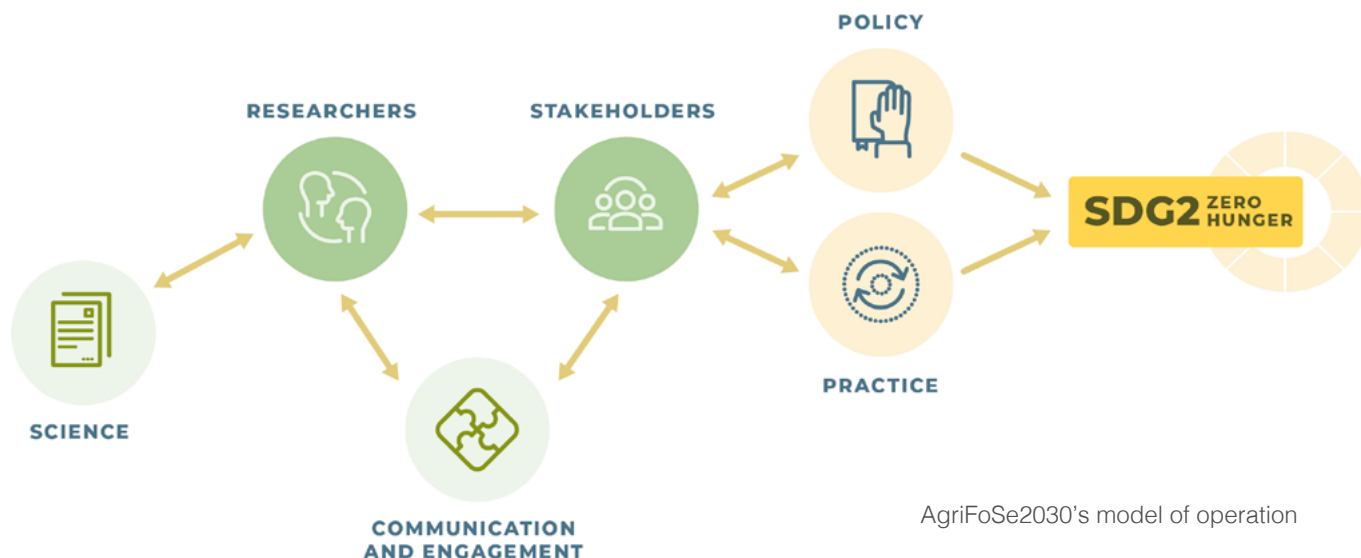 POLICY
RESEARCHERS
STAKEHOLDERS
SDG2 ZERO
HUNGER
PRACTICE
SCIENCE
COMMUNICATION
AND ENGAGEMENT
AgriFoSe2030's model of operation